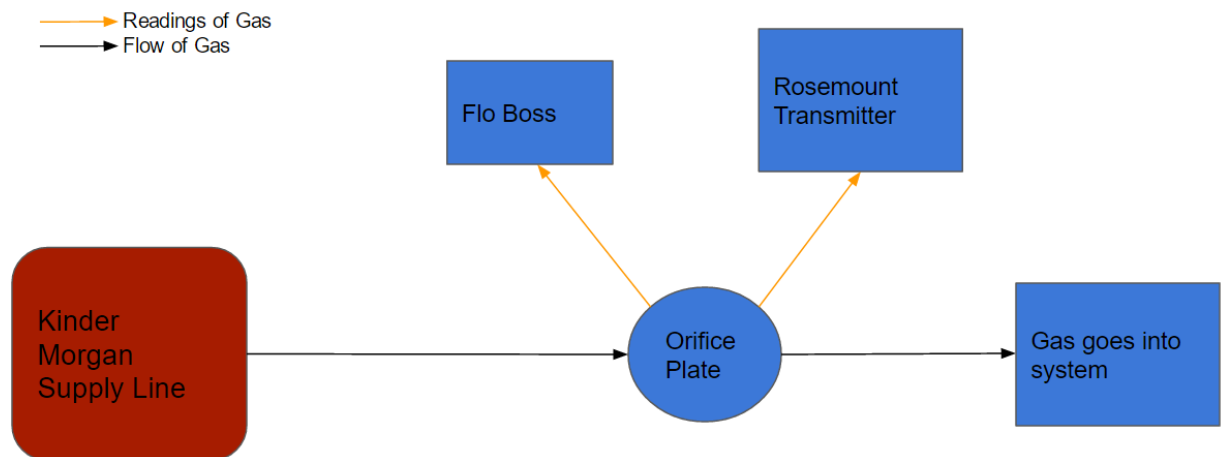 Readings of Gas
Flow of Gas
Flo Boss
Rosemount
Transmitter
Kinder
Morgan
Supply Line
Orifice
Plate
Gas goes into
system